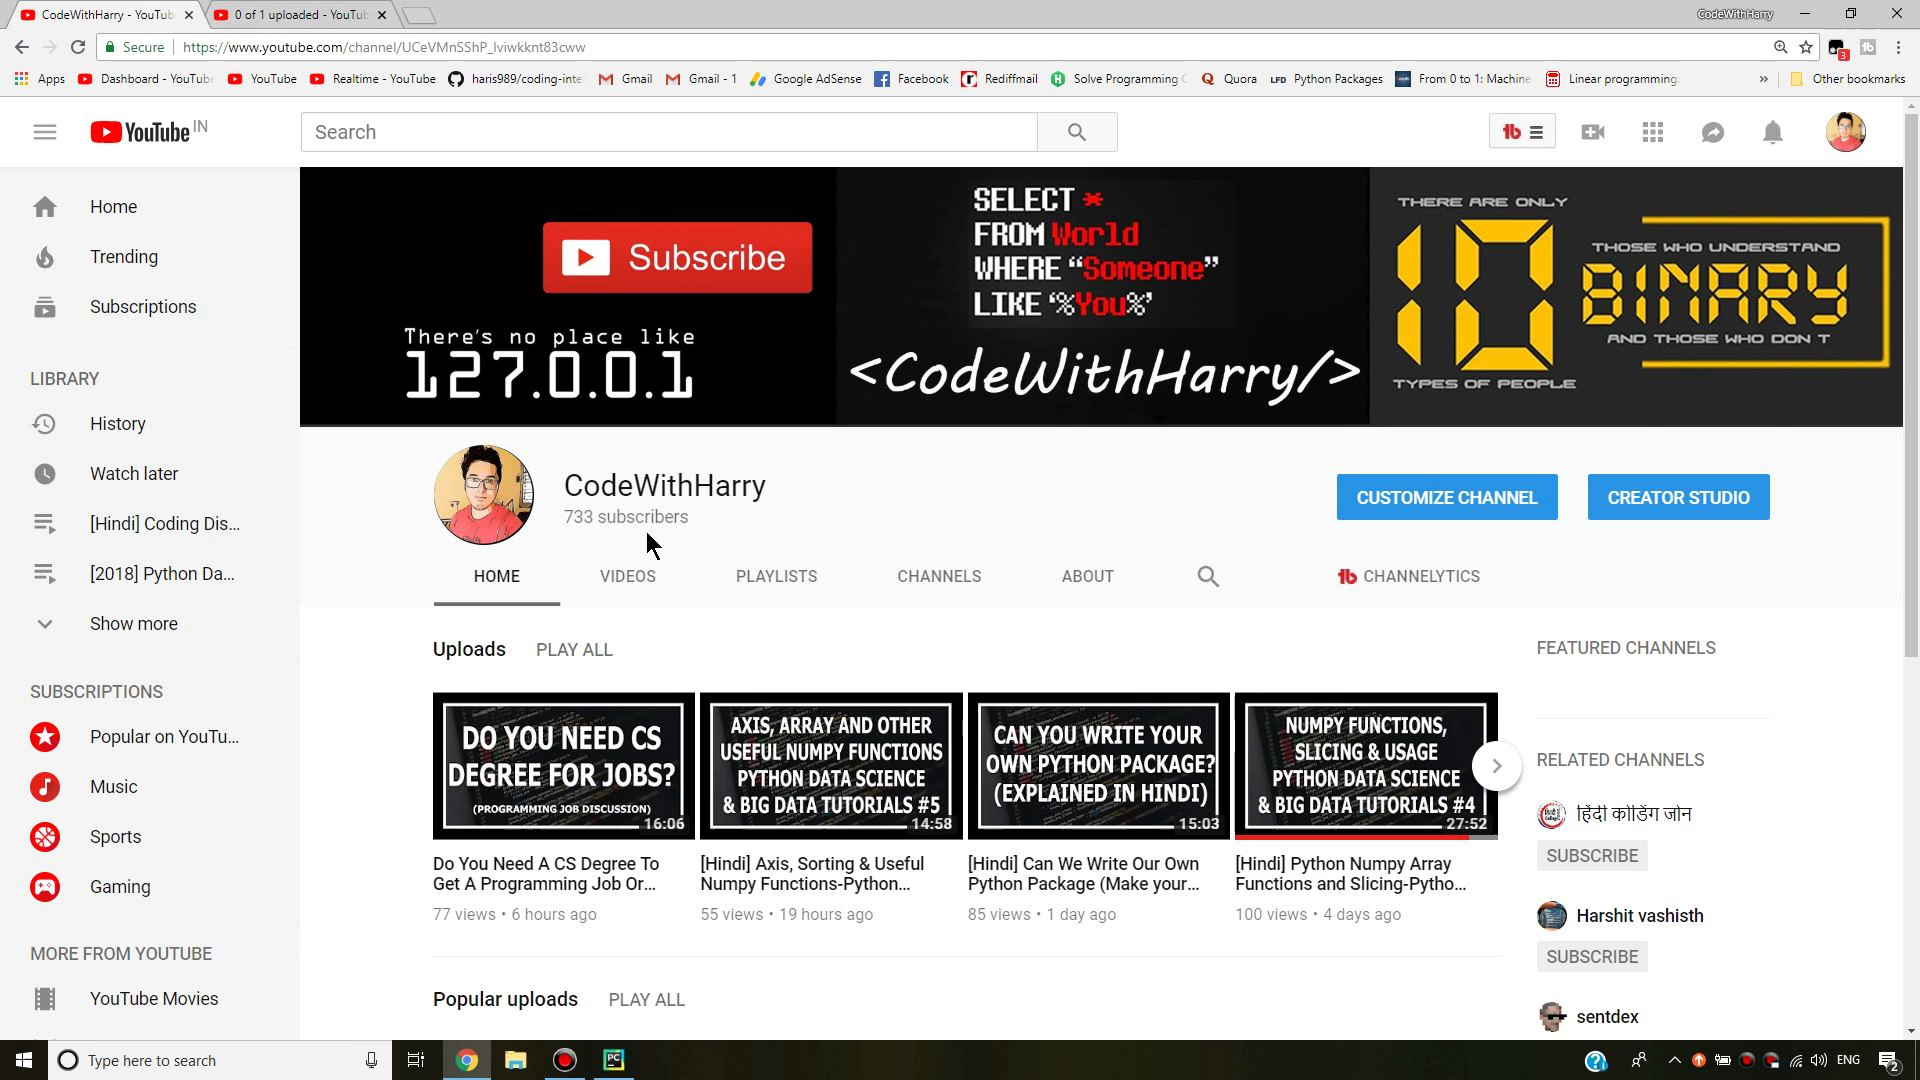 CodeWithHarry - YouTub
0 of 1 uploaded - YouTub
CodeWithHarry
Secure
https://www.youtube.com/channel/UCeVMnSShP_Iviwkknt83cww
3
Apps
Dashboard - YouTube
YouTube
Realtime - YouTube
haris989/coding-inte
Gmail
Gmail - 1
Google AdSense
Facebook
Rediffmail
Solve Programming
Quora
LFD Python Packages
From 0 to 1: Machine
Linear programming:
»
Other bookmarks
YouTube IN
Search
Home
Trending
Subscriptions
LIBRARY
History
Watch later
[Hindi] Coding Dis...
[2018] Python Da...
Show more
SUBSCRIPTIONS
Popular on YouTu...
Music
Sports
Gaming
MORE FROM YOUTUBE
YouTube Movies
Subscribe
There's no place like
127.0.0.1
SELECT *
FROM World
WHERE “Someone”
LIKE ‘%You%’
<CodeWithHarry/>
THERE ARE ONLY
10
TYPES OF PEOPLE
THOSE WHO UNDERSTAND
BINARY
AND THOSE WHO DON T
CodeWithHarry
733 subscribers
CUSTOMIZE CHANNEL
CREATOR STUDIO
HOME
VIDEOS
PLAYLISTS
CHANNELS
ABOUT
CHANNELYTICS
Uploads
PLAY ALL
DO YOU NEED CS
DEGREE FOR JOBS?
(PROGRAMMING JOB DISCUSSION)
16:06
Do You Need A CS Degree To
Get A Programming Job Or...
77 views • 6 hours ago
AXIS, ARRAY AND OTHER
USEFUL NUMPY FUNCTIONS
PYTHON DATA SCIENCE
& BIG DATA TUTORIALS #5
14:58
[Hindi] Axis, Sorting & Useful
Numpy Functions-Python...
55 views • 19 hours ago
CAN YOU WRITE YOUR
OWN PYTHON PACKAGE?
(EXPLAINED IN HINDI)
15:03
[Hindi] Can We Write Our Own
Python Package (Make your...
85 views • 1 day ago
NUMPY FUNCTIONS,
SLICING & USAGE
PYTHON DATA SCIENCE
& BIG DATA TUTORIALS #4
27:52
[Hindi] Python Numpy Array
Functions and Slicing-Pytho...
100 views • 4 days ago
Popular uploads
PLAY ALL
FEATURED CHANNELS
RELATED CHANNELS
हिंदी कोडिंग जोन
SUBSCRIBE
Harshit vashisth
SUBSCRIBE
sentdex
Type here to search
PC
ENG
2